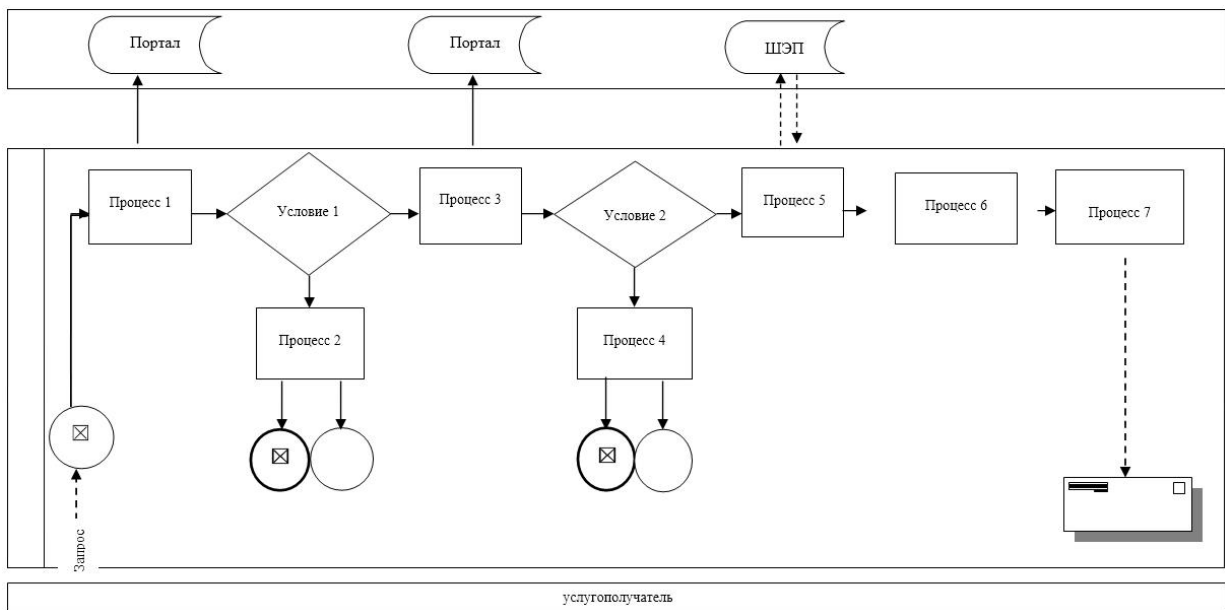 Портал
Портал
ШЭП
Процесс 1
Условие 1
Процесс 3
Условие 2
Процесс 5
Процесс 6
Процесс 7
Процесс 2
Процесс 4
Запрос
услугополучатель